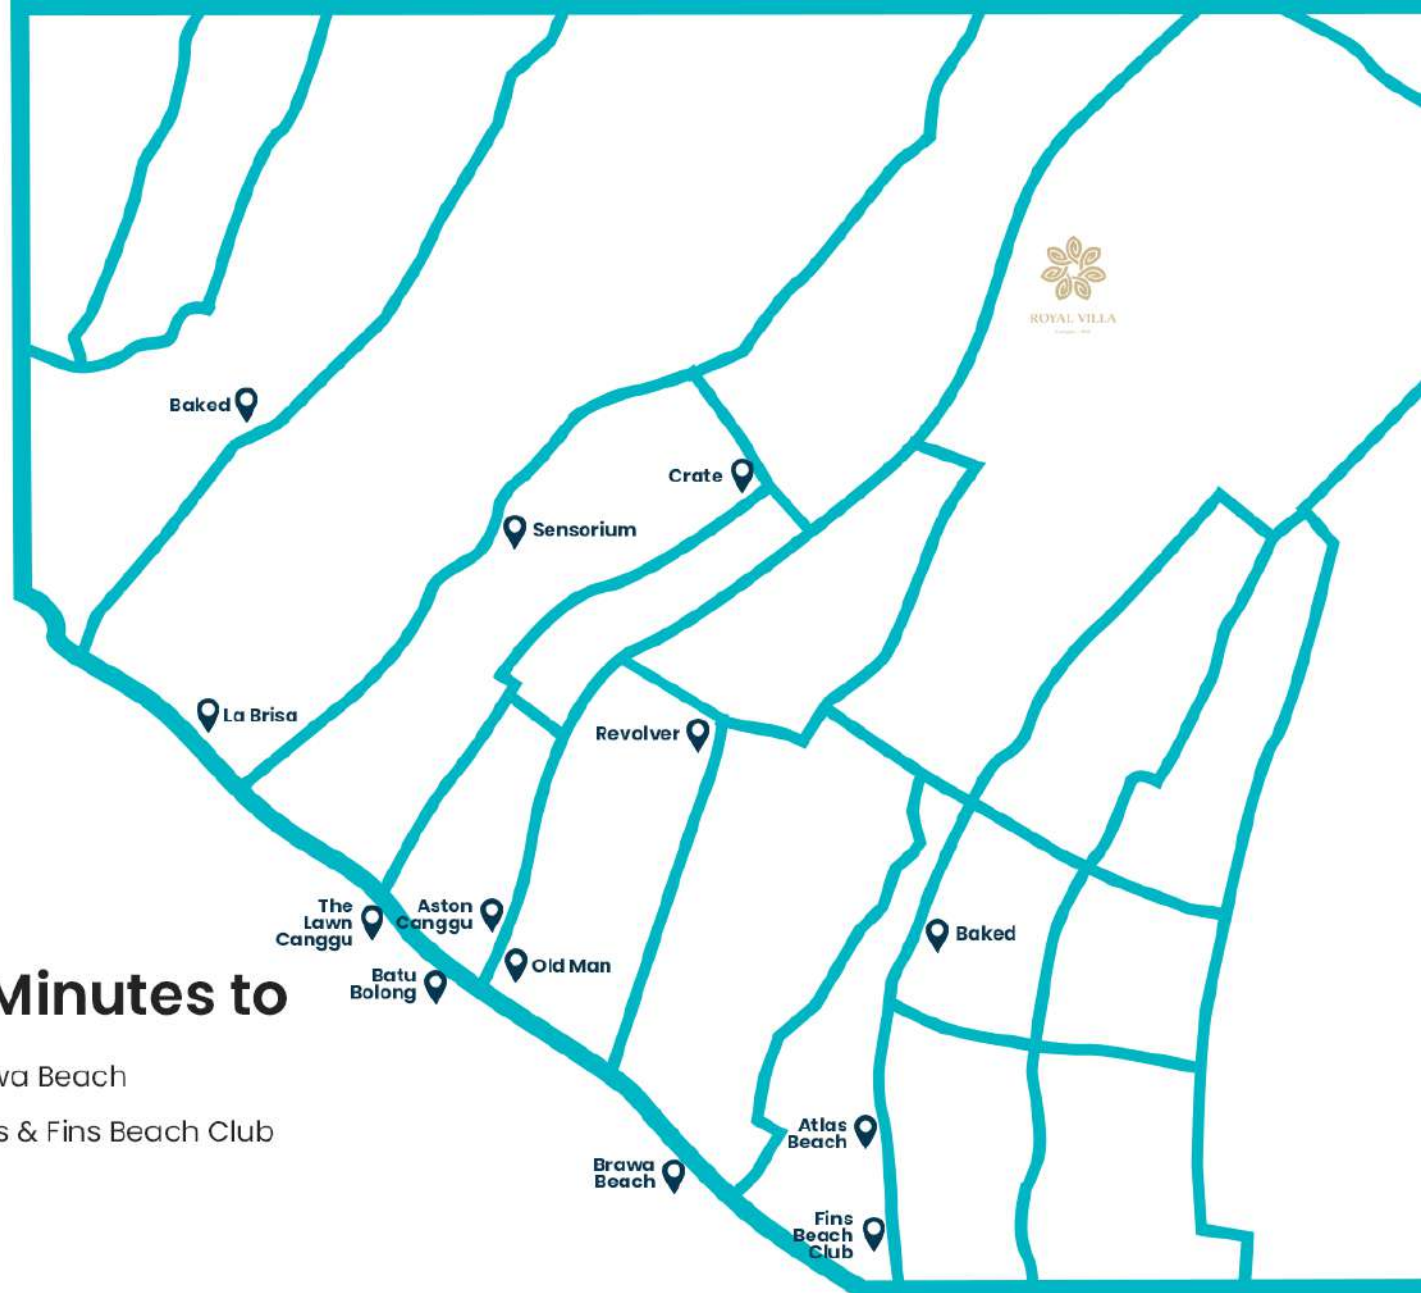 ROYAL VILLA
Baked
Crate
Sensorium
La Brisa
Revolver
The
Lawn
Canggu
Aston
Canggu
Old Man
Batu
Bolong
Baked
Minutes to
wa Beach
s & Fins Beach Club
Atlas
Beach
Brawa
Beach
Fins
Beach
Club